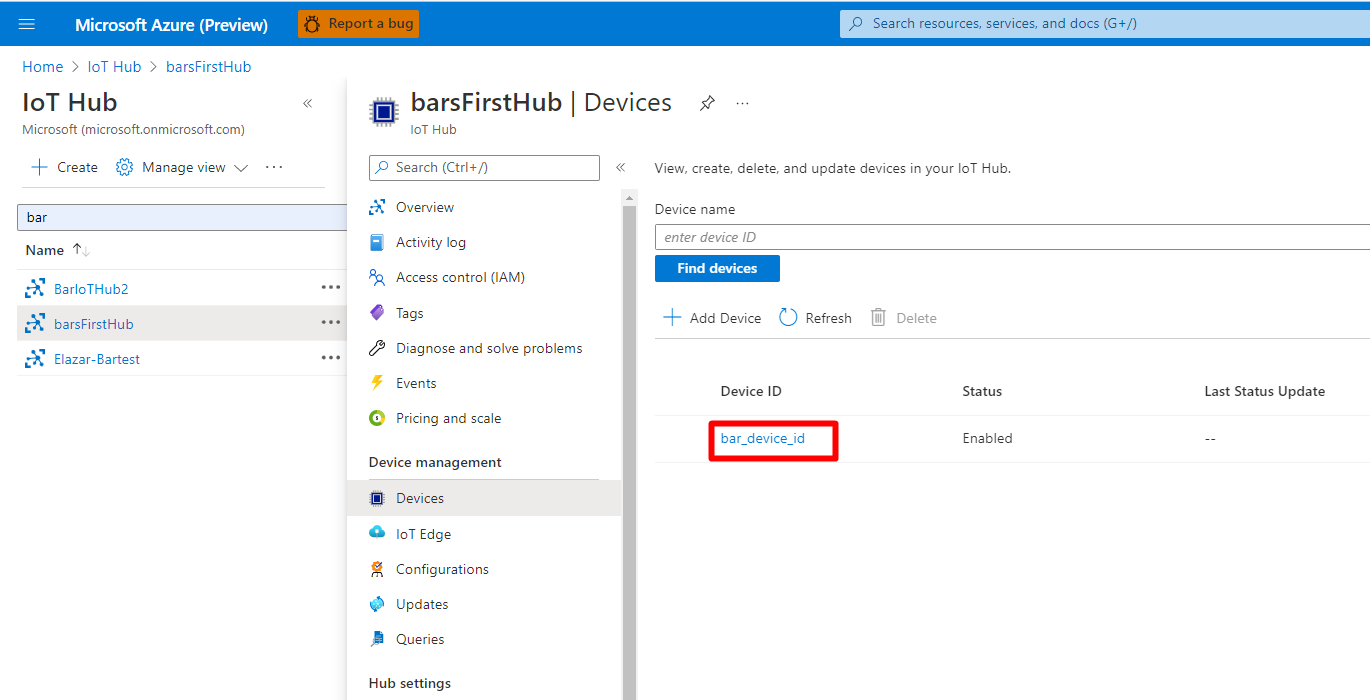 Microsoft Azure (Preview)
Report a bug
Search resources, services, and docs (G+/)
Home > IoT Hub > barsFirstHub
IoT Hub
Microsoft (microsoft.onmicrosoft.com)
Create
Manage view
bar
Name
BarIoTHub2
barsFirstHub
Elazar-Bartest
barsFirstHub | Devices
IoT Hub
Search (Ctrl+/)
Overview
Activity log
Access control (IAM)
Tags
Diagnose and solve problems
Events
Pricing and scale
Device management
Devices
IoT Edge
Configurations
Updates
Queries
Hub settings
View, create, delete, and update devices in your IoT Hub.
Device name
enter device ID
Find devices
Add Device
Refresh
Delete
Device ID Status Last Status Update
bar_device_id Enabled --